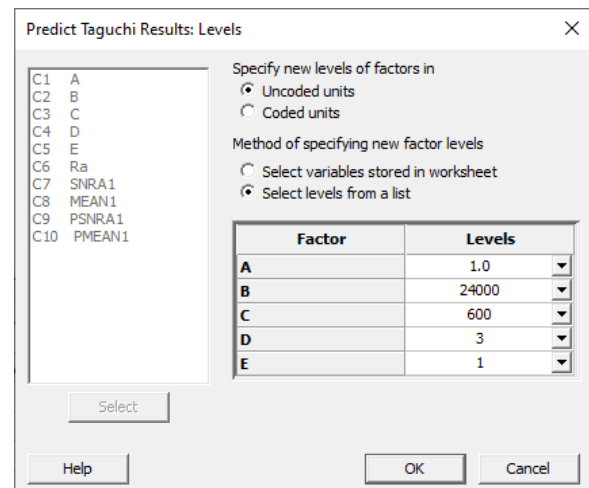 Predict Taguchi Results: Levels
C1 A
C2 B
C3 C
C4 D
C5 E
C6 Ra
C7 SNRA1
C8 MEAN1
C9 PSNRA1
C10 PMEAN1
Select
Specify new levels of factors in
Uncoded units
Coded units
Method of specifying new factor levels
Select variables stored in worksheet
Select levels from a list
Factor Levels
A 1.0
B 24000
C 600
D 3
E 1
Help OK Cancel